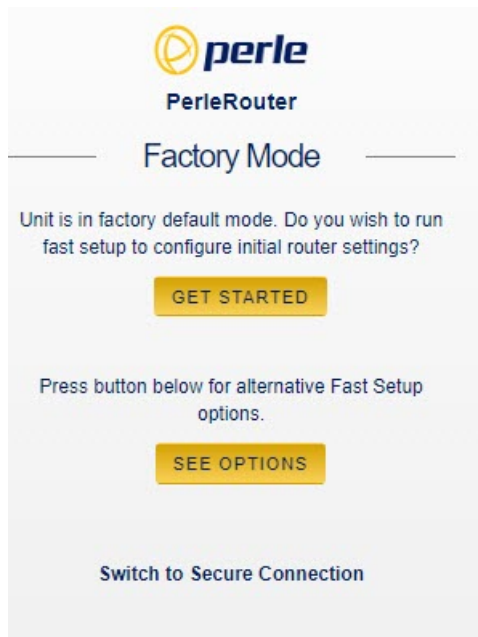 perle
PerleRouter
Factory Mode
Unit is in factory default mode. Do you wish to run
fast setup to configure initial router settings?
GET STARTED
Press button below for alternative Fast Setup
options.
SEE OPTIONS
Switch to Secure Connection